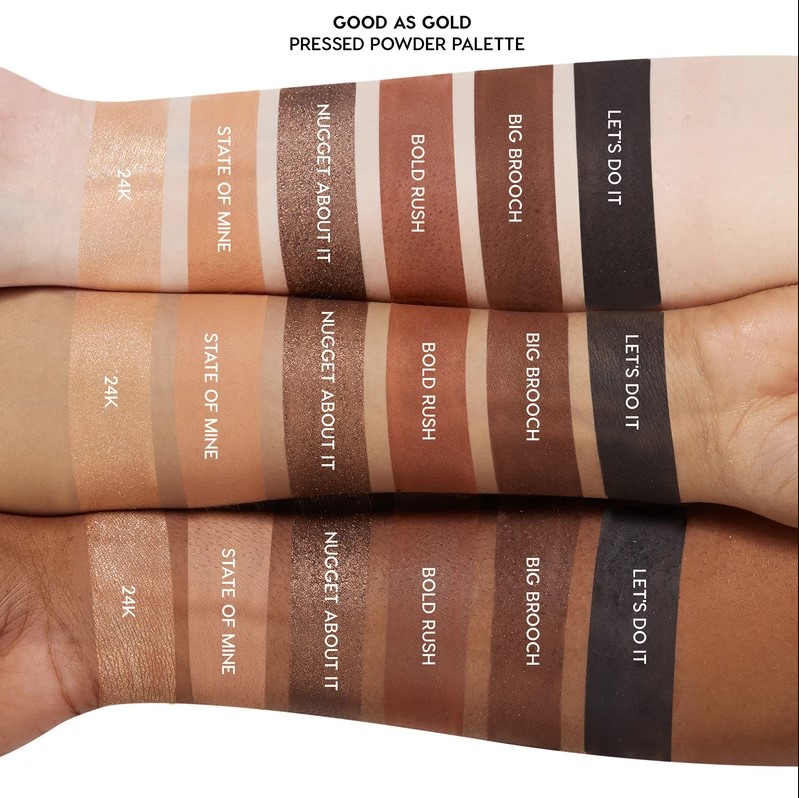 GOOD AS GOLD
PRESSED POWDER PALETTE
24K
STATE OF MINE
NUGGET ABOUT IT
BOLD RUSH
BIG BROOCH
LET'S DO IT
24K
STATE OF MINE
NUGGET ABOUT IT
BOLD RUSH
BIG BROOCH
LET'S DO IT
24K
STATE OF MINE
NUGGET ABOUT IT
BOLD RUSH
BIG BROOCH
LET'S DO IT